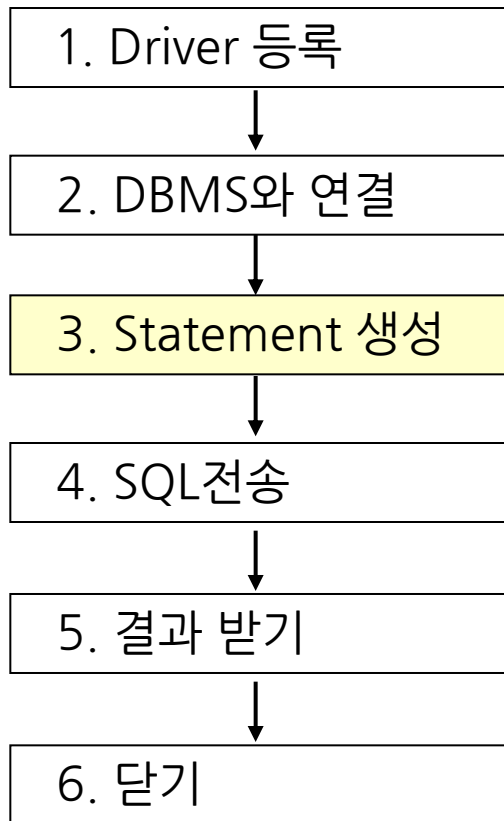 1. Driver 등록
2. DBMS와 연결
3. Statement 생성
4. SQL전송
5. 결과 받기
6. 닫기